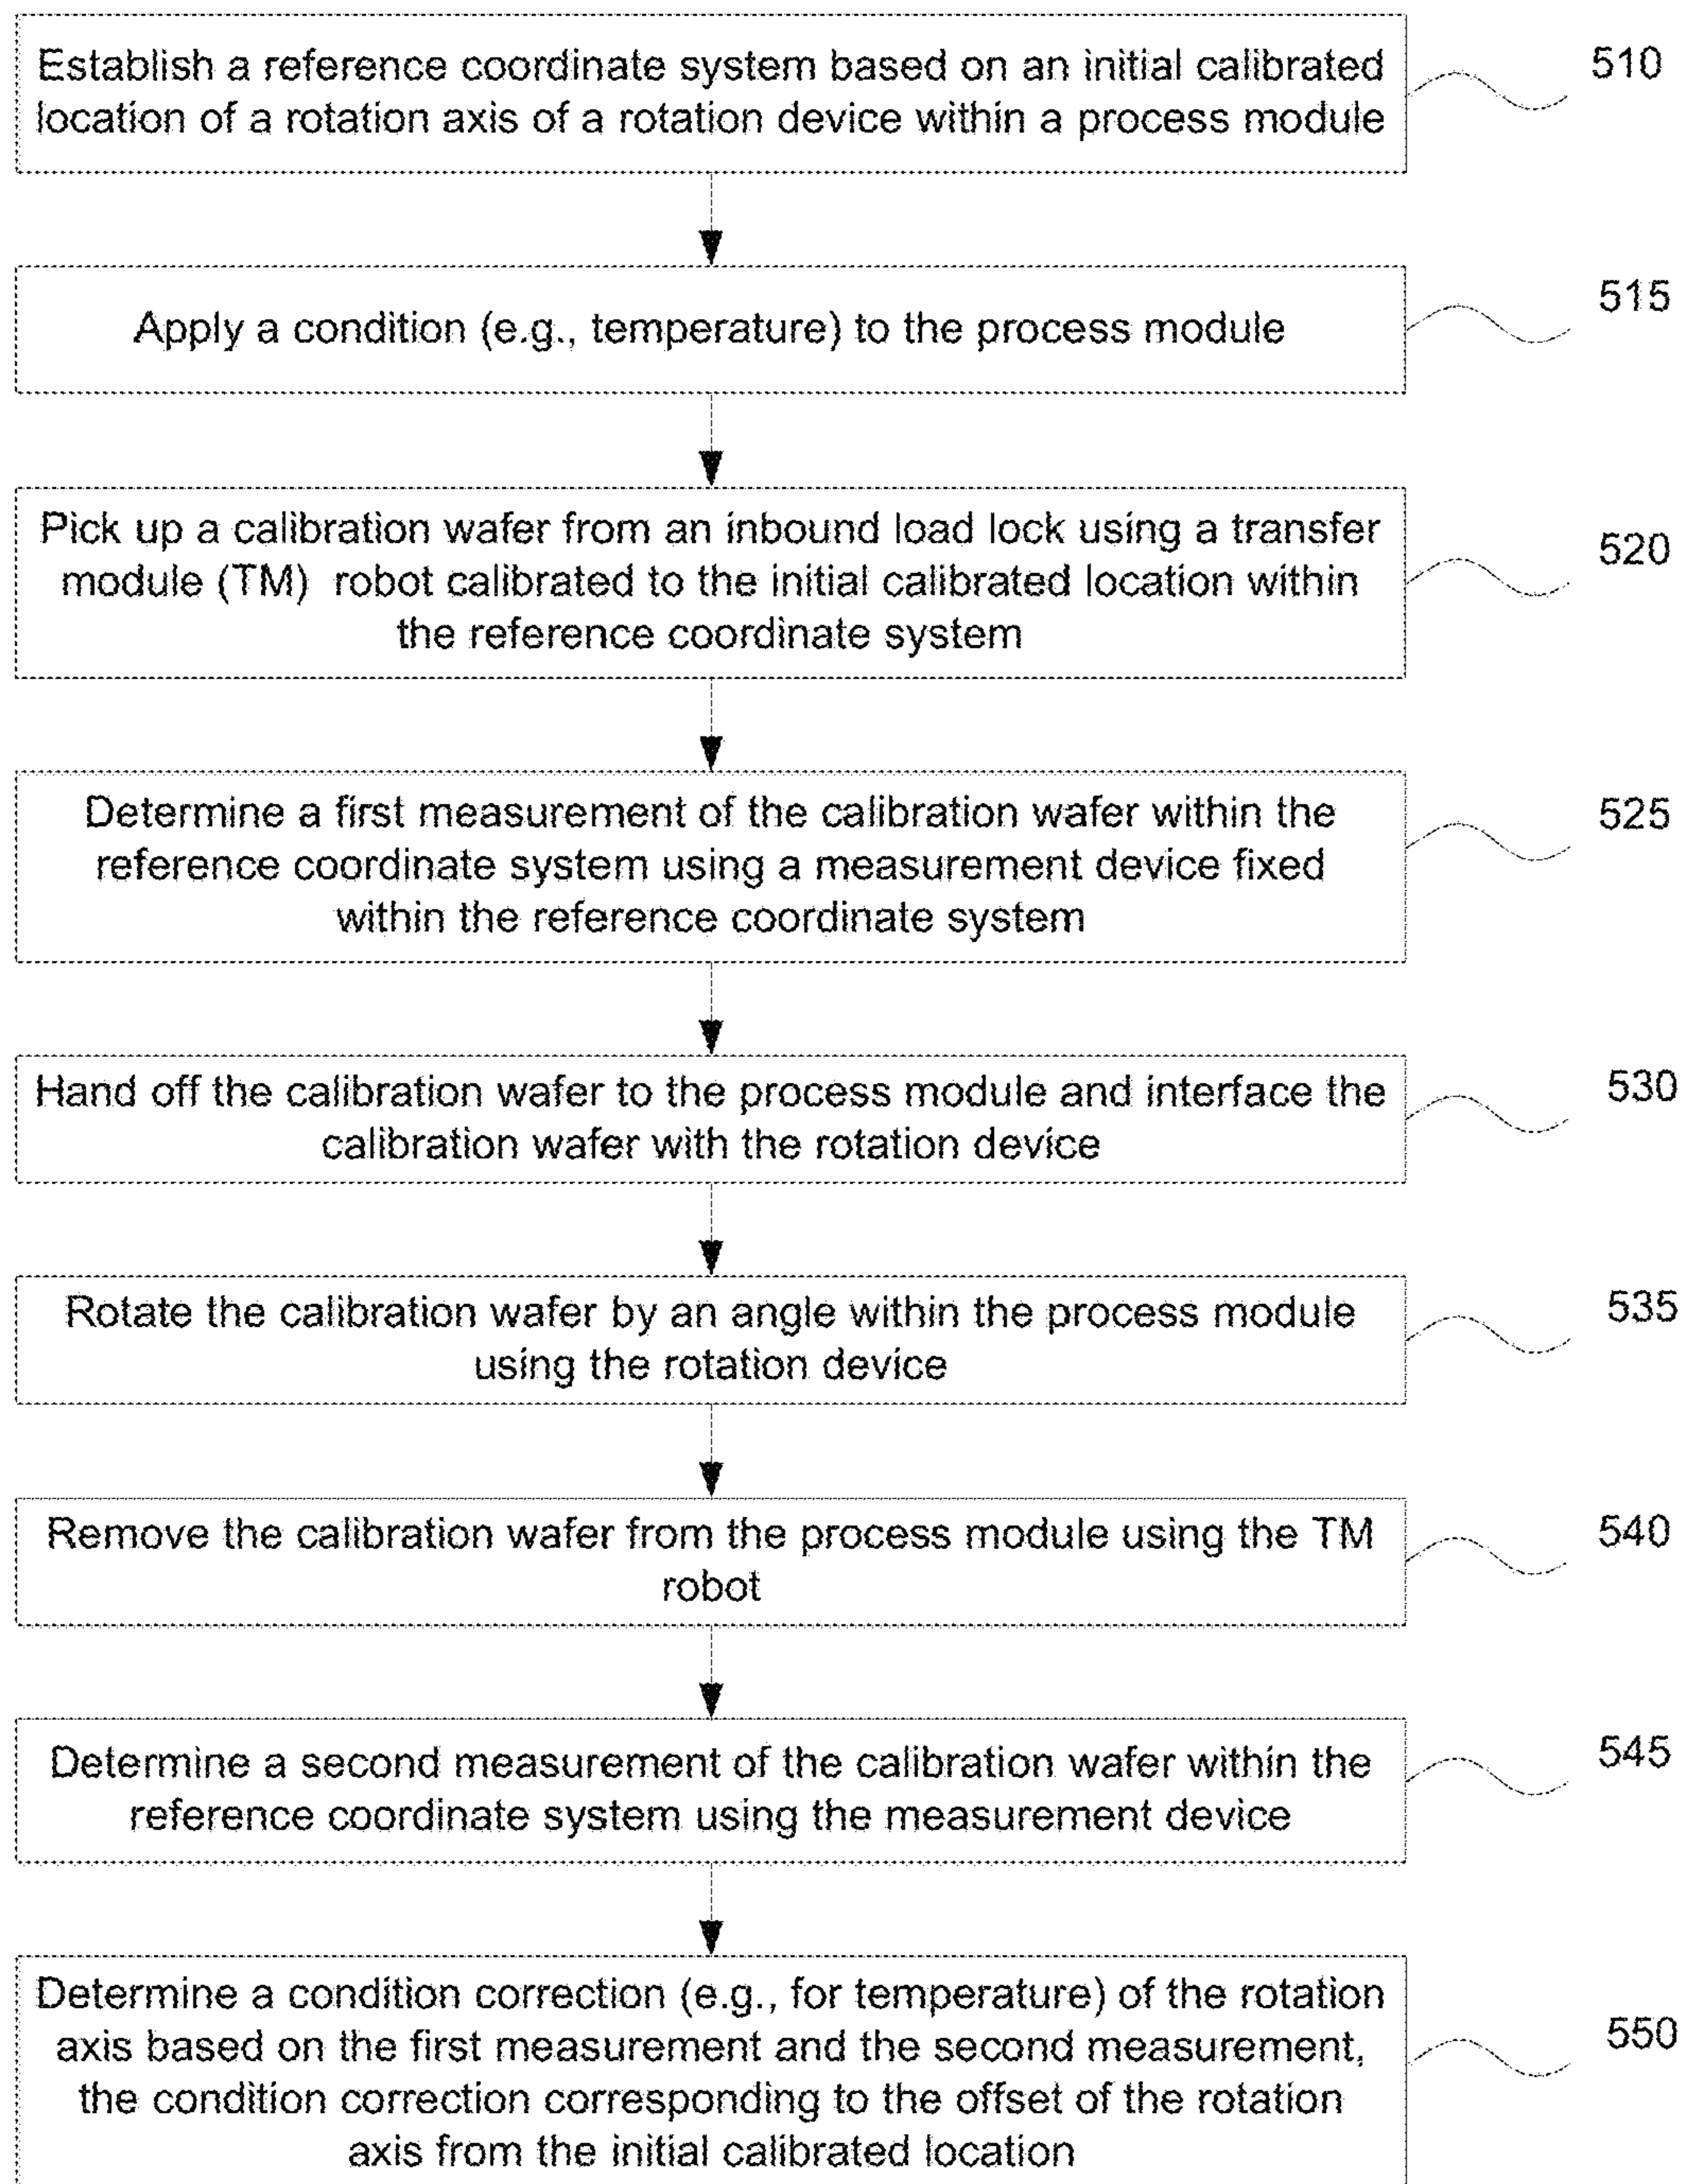 Establish a reference coordinate system based on an initial calibrated
location of a rotation axis of a rotation device within a process module
510
Apply a condition (e.g., temperature) to the process module
515
Pick up a calibration wafer from an inbound load lock using a transfer
module (TM) robot calibrated to the initial calibrated location within
the reference coordinate system
520
Determine a first measurement of the calibration wafer within the
reference coordinate system using a measurement device fixed
within the reference coordinate system
525
Hand off the calibration wafer to the process module and interface the
calibration wafer with the rotation device
530
Rotate the calibration wafer by an angle within the process module
using the rotation device
535
Remove the calibration wafer from the process module using the TM
robot
540
Determine a second measurement of the calibration wafer within the
reference coordinate system using the measurement device
545
Determine a condition correction (e.g., for temperature) of the rotation
axis based on the first measurement and the second measurement,
the condition correction corresponding to the offset of the rotation
axis from the initial calibrated location
550